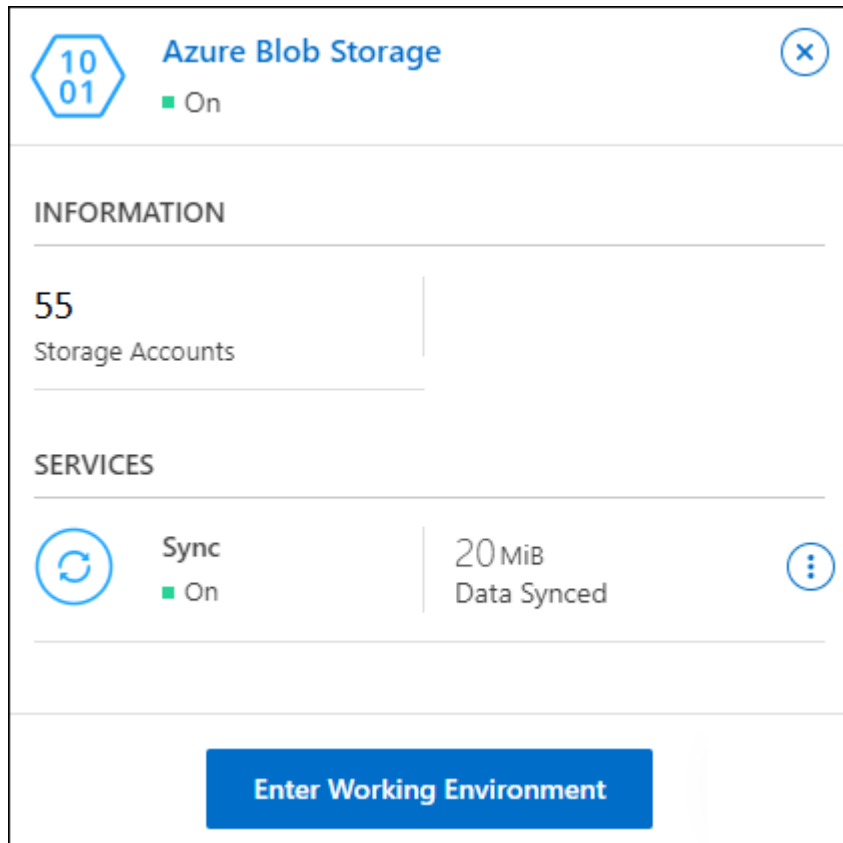 10
01
Azure Blob Storage
On
INFORMATION
55
Storage Accounts
SERVICES
Sync
On
20 MiB
Data Synced
Enter Working Environment